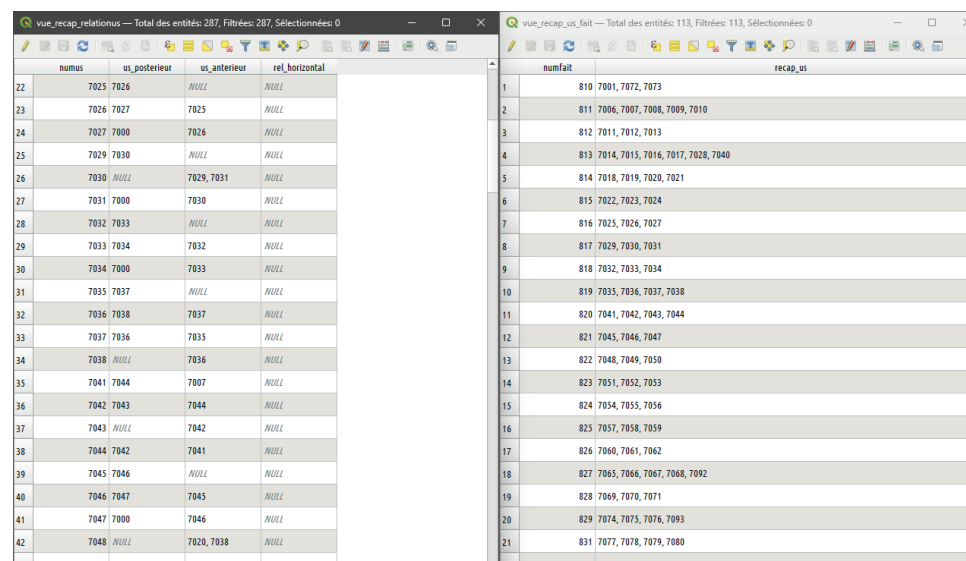 vue_recap_relationus — Total des entités: 287, Filtrées: 287, Sélectionnées: 0
numus us_posterieur us_anterieur rel_horizontal
22 7025 7026 NULL NULL
23 7026 7027 7025 NULL
24 7027 7000 7026 NULL
25 7029 7030 NULL NULL
26 7030 NULL 7029, 7031 NULL
27 7031 7000 7030 NULL
28 7032 7033 NULL NULL
29 7033 7034 7032 NULL
30 7034 7000 7033 NULL
31 7035 7037 NULL NULL
32 7036 7038 7037 NULL
33 7037 7036 7035 NULL
34 7038 NULL 7036 NULL
35 7041 7044 7007 NULL
36 7042 7043 7044 NULL
37 7043 NULL 7042 NULL
38 7044 7042 7041 NULL
39 7045 7046 NULL NULL
40 7046 7047 7045 NULL
41 7047 7000 7046 NULL
42 7048 NULL 7020, 7038 NULL
vue_recap_us_fait — Total des entités: 113, Filtrées: 113, Sélectionnées: 0
numfait recap_us
1 810 7001, 7072, 7073
2 811 7006, 7007, 7008, 7009, 7010
3 812 7011, 7012, 7013
4 813 7014, 7015, 7016, 7017, 7028, 7040
5 814 7018, 7019, 7020, 7021
6 815 7022, 7023, 7024
7 816 7025, 7026, 7027
8 817 7029, 7030, 7031
9 818 7032, 7033, 7034
10 819 7035, 7036, 7037, 7038
11 820 7041, 7042, 7043, 7044
12 821 7045, 7046, 7047
13 822 7048, 7049, 7050
14 823 7051, 7052, 7053
15 824 7054, 7055, 7056
16 825 7057, 7058, 7059
17 826 7060, 7061, 7062
18 827 7065, 7066, 7067, 7068, 7092
19 828 7069, 7070, 7071
20 829 7074, 7075, 7076, 7093
21 831 7077, 7078, 7079, 7080